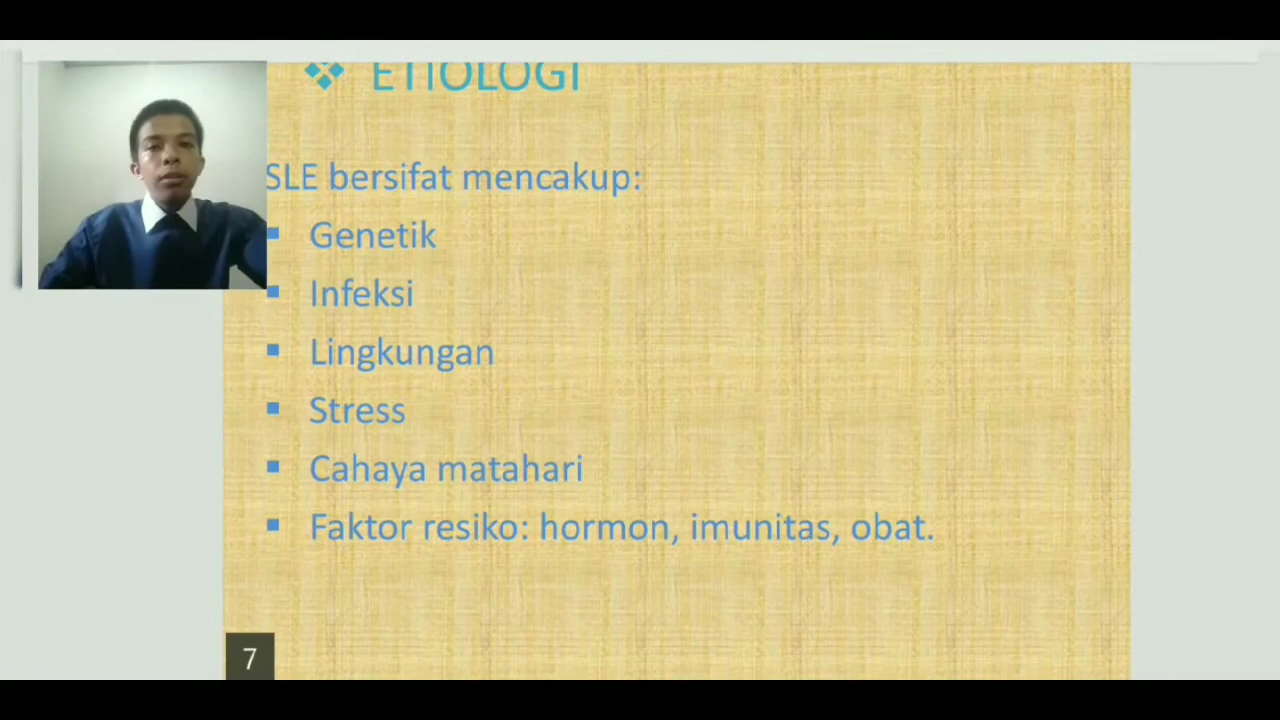 ETIOLOGI
SLE bersifat mencakup:
Genetik
Infeksi
Lingkungan
Stress
Cahaya matahari
Faktor resiko: hormon, imunitas, obat.
7